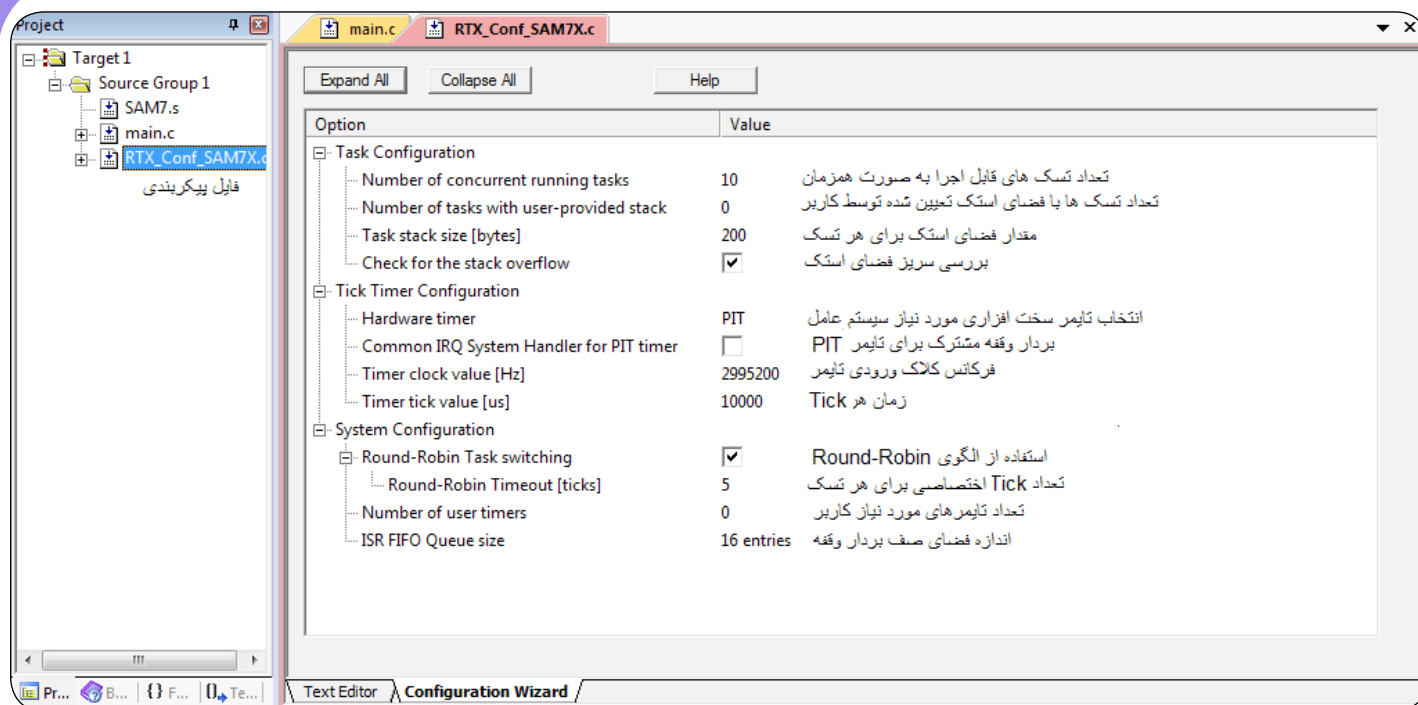 Project
Target 1
Source Group 1
SAM7.s
main.c
RTX_Conf_SAM7X.c
فایل پیکربندی
Pr... B... {} F... Te...
main.c RTX_Conf_SAM7X.c
Expand All Collapse All Help
Option Value
Task Configuration
Number of concurrent running tasks 10 تعداد تسک های قابل اجرا به صورت همزمان
Number of tasks with user-provided stack 0 تعداد تسک ها با فضای استک تعیین شده توسط کاربر
Task stack size [bytes] 200 مقدار فضای استک برای هر تسک
Check for the stack overflow بررسی سریز فضای استک
Tick Timer Configuration
Hardware timer PIT انتخاب تایمر سخت افزاری مورد نیاز سیستم عامل
Common IRQ System Handler for PIT timer بردار وقفه مشترک برای تایمر PIT
Timer clock value [Hz] 2995200 فرکانس کلاک ورودی تایمر
Timer tick value [us] 10000 زمان هر Tick
System Configuration
Round-Robin Task switching استفاده از الگوی Round-Robin
Round-Robin Timeout [ticks] 5 تعداد Tick اختصاصی برای هر تسک
Number of user timers 0 تعداد تایمرهای مورد نیاز کاربر
ISR FIFO Queue size 16 entries اندازه فضای صف بردار وقفه
Text Editor Configuration Wizard